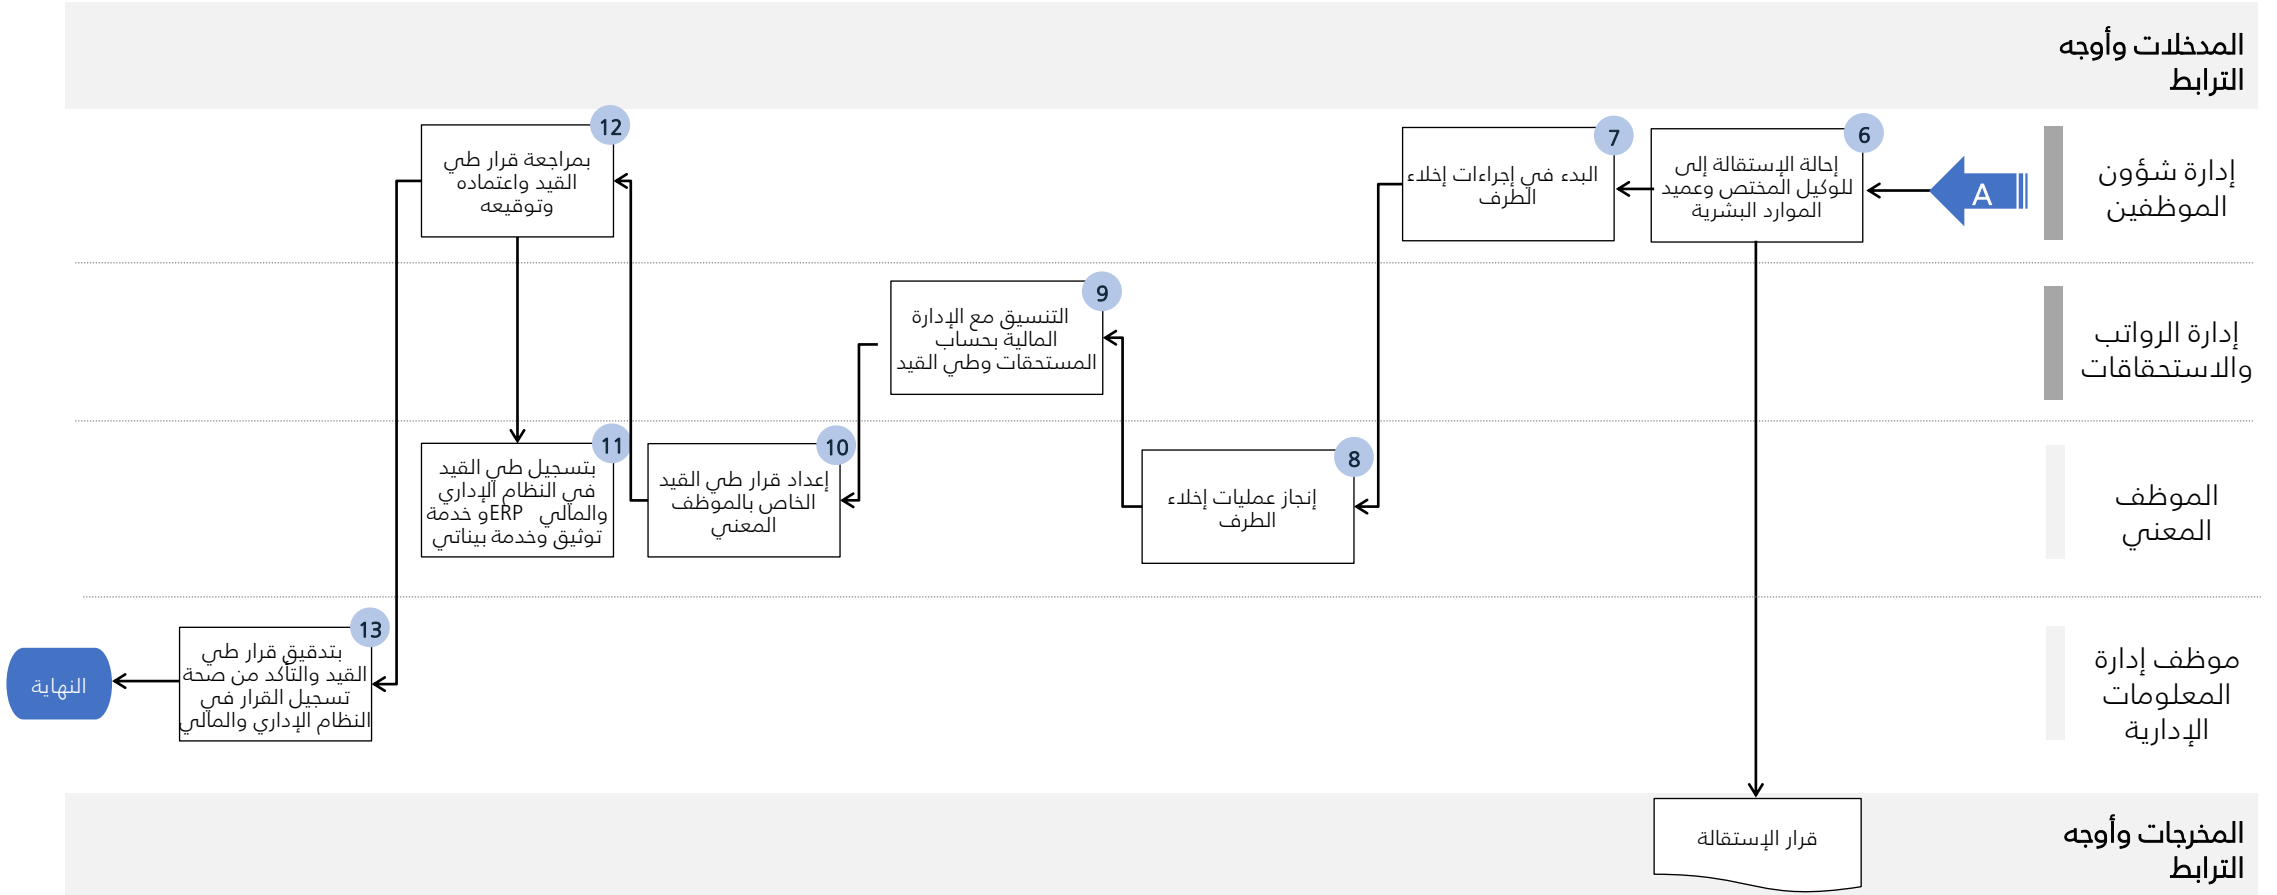 المدخلات وأوجه
الترابط
إدارة شؤون
الموظفين
A
6
إحالة الإستقالة إلى
للوكيل المختص وعميد
الموارد البشرية
7
البدء في إجراءات إخلاء
الطرف
12
بمراجعة قرار طي
القيد واعتماده
وتوقيعه
إدارة الرواتب
والاستحقاقات
9
التنسيق مع الإدارة
المالية بحساب
المستحقات وطي القيد
الموظف
المعني
8
إنجاز عمليات إخلاء
الطرف
10
إعداد قرار طي القيد
الخاص بالموظف
المعني
11
بتسجيل طي القيد
في النظام الإداري
والمالي ERPو خدمة
توثيق وخدمة بيناتي
موظف إدارة
المعلومات
الإدارية
13
بتدقيق قرار طي
القيد والتأكد من صحة
تسجيل القرار في
النظام الإداري والمالي
النهاية
المخرجات وأوجه
الترابط
قرار الإستقالة